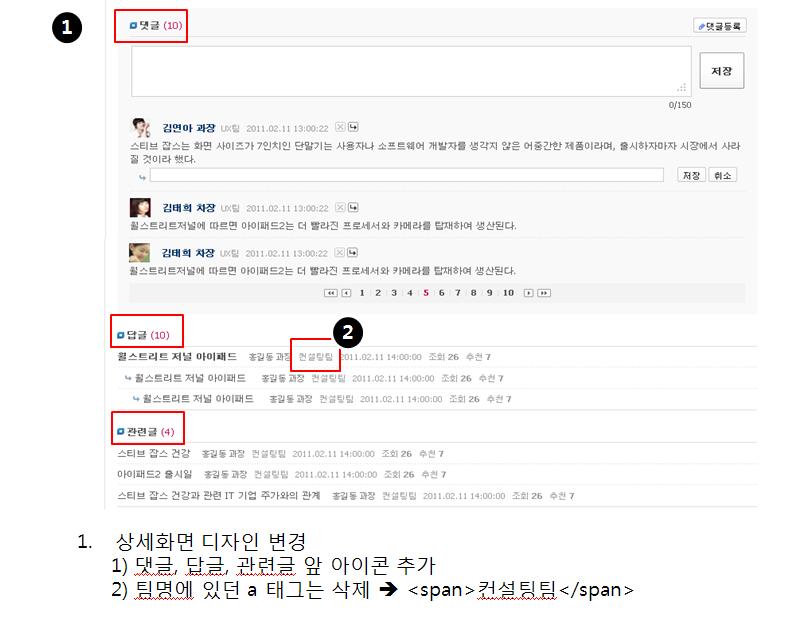 1
댓글 (10)
댓글등록
저장
0/150
김연아 과장 UX팀 2011.02.11 13:00:22
스티브 잡스는 화면 사이즈가 7인치인 단말기는 사용자나 소프트웨어 개발자를 생각지 않은 어중간한 제품이라며, 출시하자마자 시장에서 사라
질 것이라 했다.
저장 취소
김태희 차장 UX팀 2011.02.11 13:00:22
월스트리트저널에 따르면 아이패드2는 더 빨라진 프로세서와 카메라를 탑재하여 생산된다.
김태희 차장 UX팀 2011.02.11 13:00:22
월스트리트저널에 따르면 아이패드2는 더 빨라진 프로세서와 카메라를 탑재하여 생산된다.
1 2 3 4 5 6 7 8 9 10
2
답글 (10)
월스트리트 저널 아이패드 홍길동 과장 컨설팅팀 2011.02.11 14:00:00 조회 26 추천 7
월스트리트 저널 아이패드 홍길동 과장 컨설팅팀 2011.02.11 14:00:00 조회 26 추천 7
월스트리트 저널 아이패드 홍길동 과장 컨설팅팀 2011.02.11 14:00:00 조회 26 추천 7
관련글 (4)
스티브 잡스 건강 홍길동 과장 컨설팅팀 2011.02.11 14:00:00 조회 26 추천 7
아이패드2 출시일 홍길동 과장 컨설팅팀 2011.02.11 14:00:00 조회 26 추천 7
스티브 잡스 건강과 관련 IT 기업 주가와의 관계 홍길동 과장 컨설팅팀 2011.02.11 14:00:00 조회 26 추천 7
1. 상세화면 디자인 변경
1) 댓글, 답글, 관련글 앞 아이콘 추가
2) 팀명에 있던 a 태그는 삭제 ➔ <span>컨설팅팀</span>